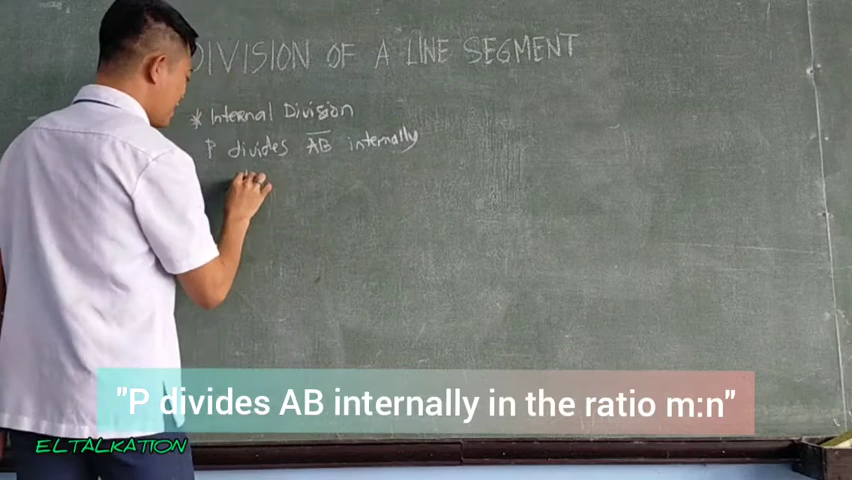 DIVISION OF A LINE SEGMENT
* Internal Division
P divides AB internally
"P divides AB internally in the ratio m:n"
ELTALKATION